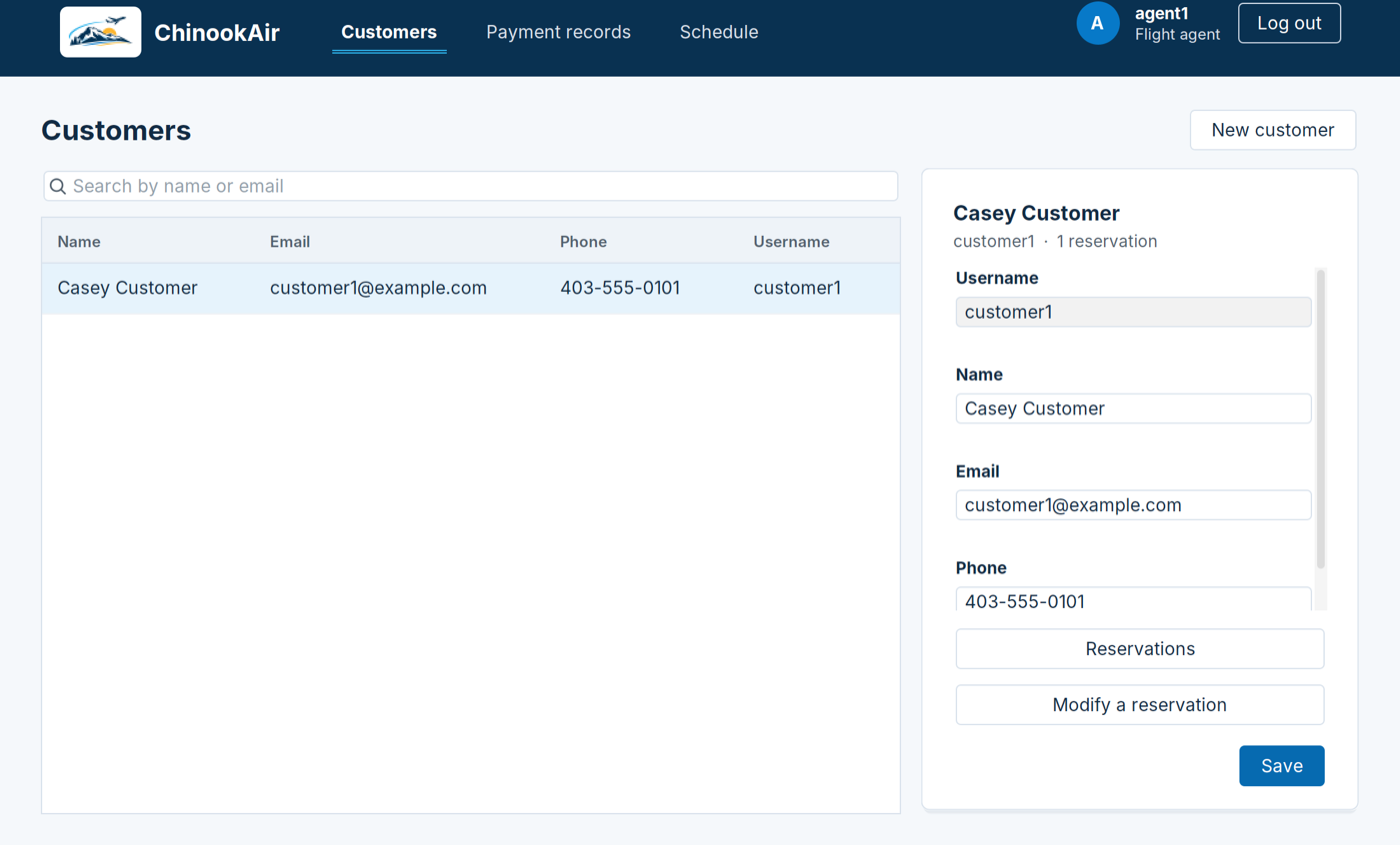 ChinookAir
Customers
Payment records
Schedule
A
agent1
Flight agent
Log out
Customers
New customer
Search by name or email
Name Email Phone Username
Casey Customer customer1@example.com 403-555-0101 customer1
Casey Customer
customer1 · 1 reservation
Username
customer1
Name
Casey Customer
Email
customer1@example.com
Phone
403-555-0101
Reservations
Modify a reservation
Save